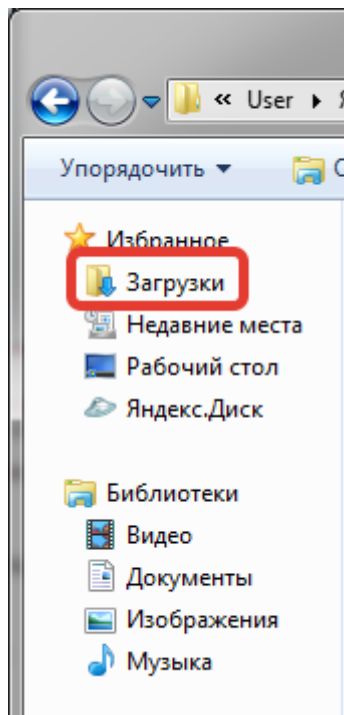 « User ▸
Упорядочить ▼
Избранное
Загрузки
Недавние места
Рабочий стол
Яндекс.Диск
Библиотеки
Видео
Документы
Изображения
Музыка